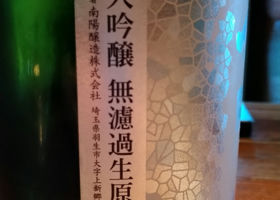 大吟醸 無濾過生原
南陽醸造株式会社 埼玉県羽生市大字上新郷